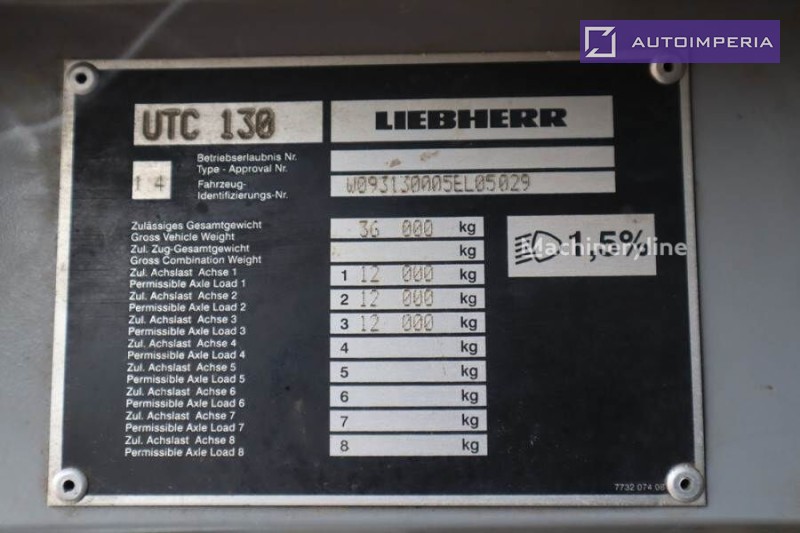 AUTOIMPERIA
UTC 130 LIEBHERR
Betriebserlaubnis Nr.
Type - Approval Nr.
14 Fahrzeug- W093130005EL05029
Identifizierungs-Nr.
Zulässiges Gesamtgewicht 36 000 kg
Gross Vehicle Weight
Zul. Zug-Gesamtgewicht kg
Gross Combination Weight
Zul. Achslast Achse 1 1 12 000 kg
Permissible Axle Load 1
Zul. Achslast Achse 2 2 12 000 kg
Permissible Axle Load 2
Zul. Achslast Achse 3 3 12 000 kg
Permissible Axle Load 3
Zul. Achslast Achse 4 4 kg
Permissible Axle Load 4
Zul. Achslast Achse 5 5 kg
Permissible Axle Load 5
Zul. Achslast Achse 6 6 kg
Permissible Axle Load 6
Zul. Achslast Achse 7 7 kg
Permissible Axle Load 7
Zul. Achslast Achse 8 8 kg
Permissible Axle Load 8
1,5%
Machineryline
7732 074 08